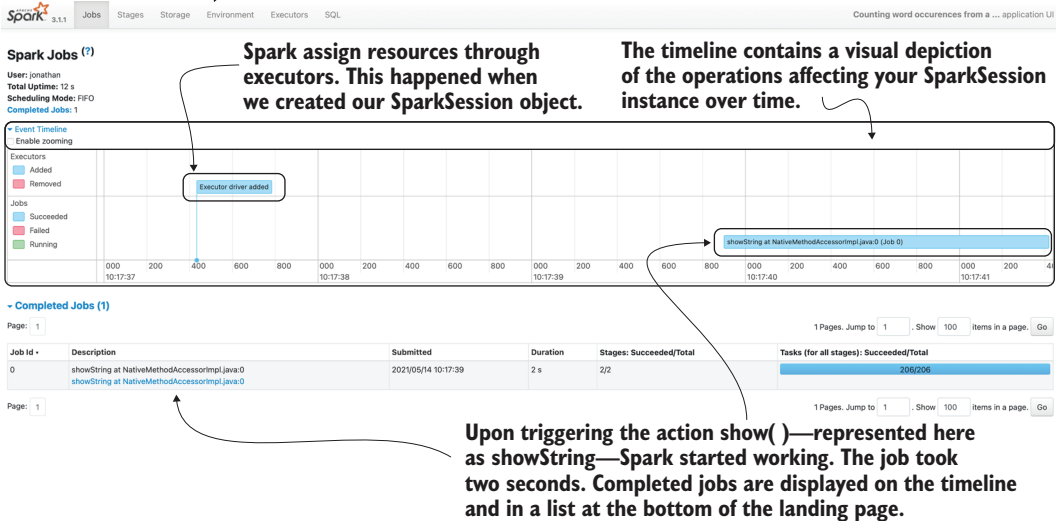 APACHE
Spark 3.1.1 Jobs Stages Storage Environment Executors SQL Counting word occurences from a ... application UI
Spark Jobs (?)
User: jonathan
Total Uptime: 12 s
Scheduling Mode: FIFO
Completed Jobs: 1
Spark assign resources through
executors. This happened when
we created our SparkSession object.
The timeline contains a visual depiction
of the operations affecting your SparkSession
instance over time.
Event Timeline
Enable zooming
Executors
Added
Removed
Executor driver added
Jobs
Succeeded
Failed
Running
showString at NativeMethodAccessorImpl.java:0 (Job 0)
000 200 400 600 800 000 200 400 600 800 000 200 400 600 800 000 200 400 600 800 000 200
10:17:37 10:17:38 10:17:39 10:17:40 10:17:41
Completed Jobs (1)
Page: 1 1 Pages. Jump to 1 . Show 100 items in a page. Go
Job Id Description Submitted Duration Stages: Succeeded/Total Tasks (for all stages): Succeeded/Total
0 showString at NativeMethodAccessorImpl.java:0 2021/05/14 10:17:39 2 s 2/2 206/206
showString at NativeMethodAccessorImpl.java:0
Page: 1 1 Pages. Jump to 1 . Show 100 items in a page. Go
Upon triggering the action show( )—represented here
as showString—Spark started working. The job took
two seconds. Completed jobs are displayed on the timeline
and in a list at the bottom of the landing page.